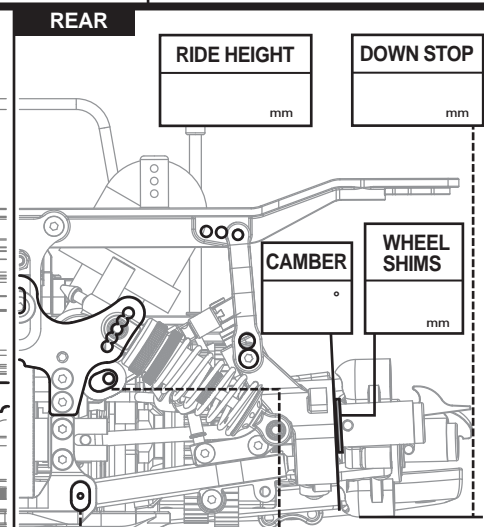 REAR
RIDE HEIGHT
mm
DOWN STOP
mm
CAMBER
°
WHEEL
SHIMS
mm